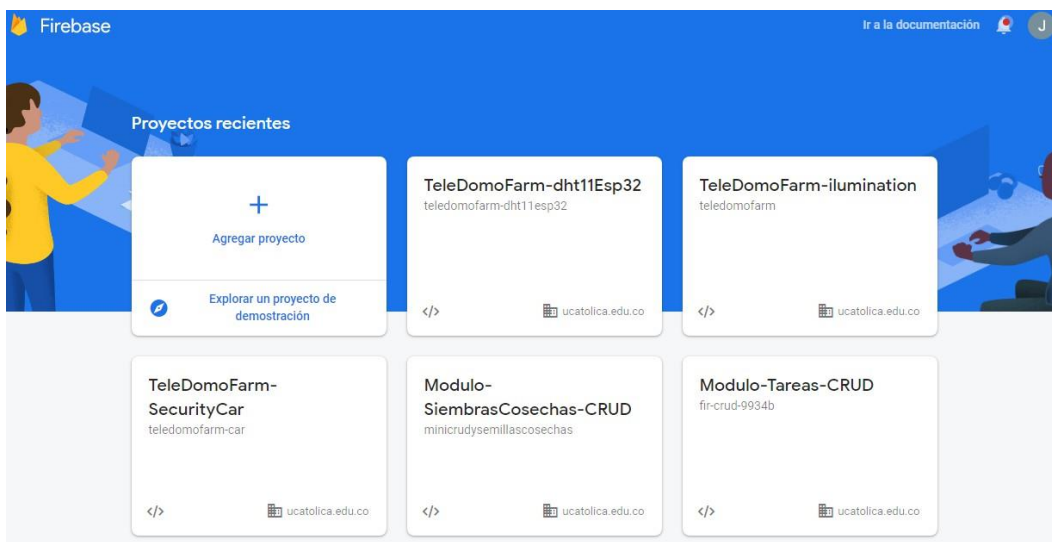 Firebase
Ir a la documentación
J
Proyectos recientes
Agregar proyecto
Explorar un proyecto de
demostración
TeleDomoFarm-dht11Esp32
teledomofarm-dht11esp32
</>
ucatolica.edu.co
TeleDomoFarm-ilumination
teledomofarm
</>
ucatolica.edu.co
TeleDomoFarm-
SecurityCar
teledomofarm-car
</>
ucatolica.edu.co
Modulo-
SiembrasCosechas-CRUD
minicrudysemillascosechas
</>
ucatolica.edu.co
Modulo-Tareas-CRUD
fir-crud-9934b
</>
ucatolica.edu.co